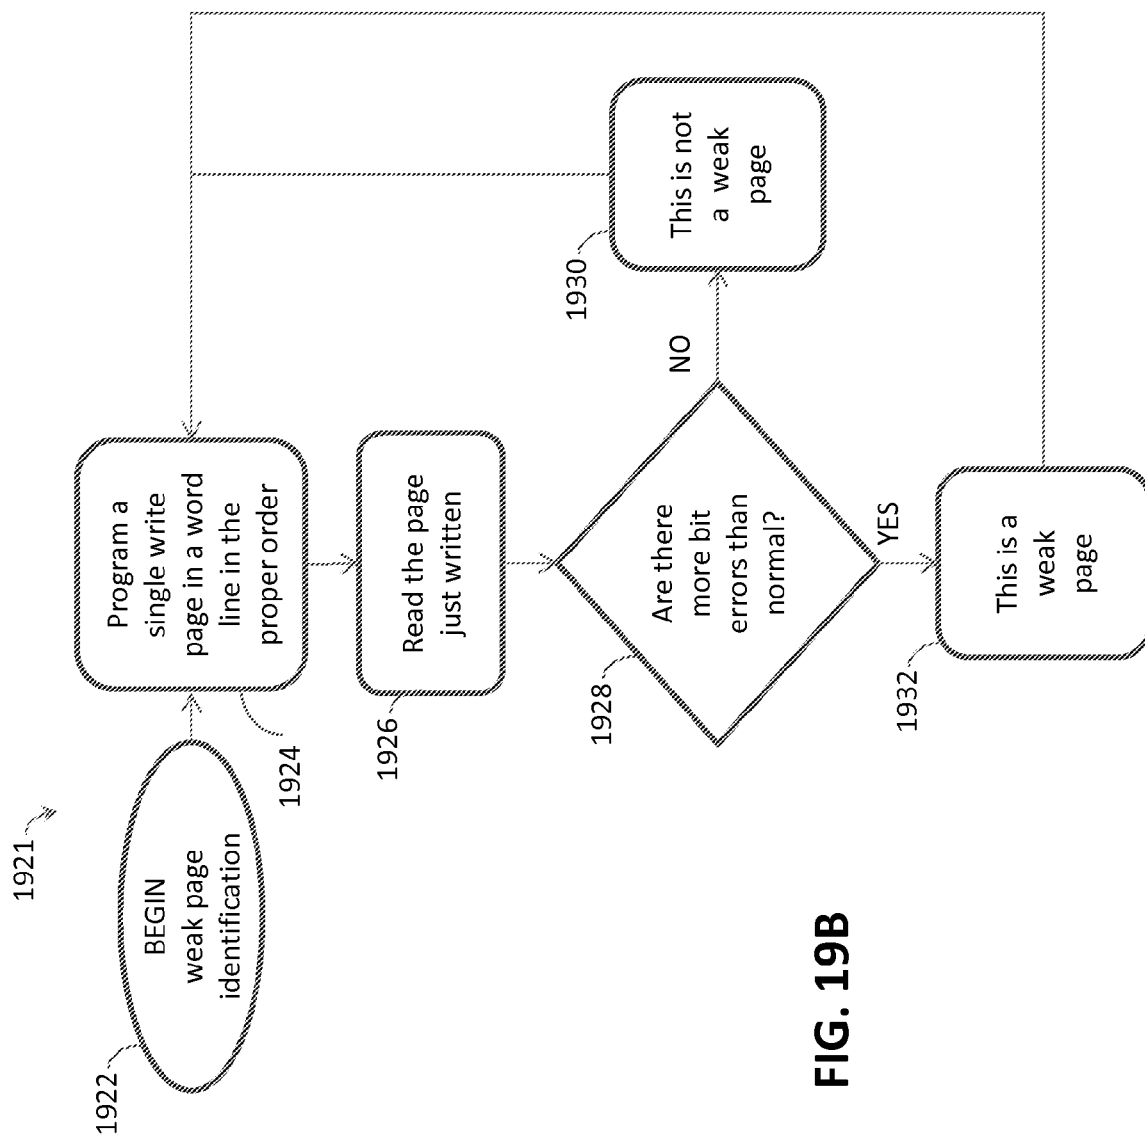 1921
1922
BEGIN
weak page
identification
1924
Program a
single write
page in a word
line in the
proper order
1926
Read the page
just written
1928
Are there
more bit
errors than
normal?
NO
1930
This is not
a weak
page
YES
1932
This is a
weak
page
FIG. 19B